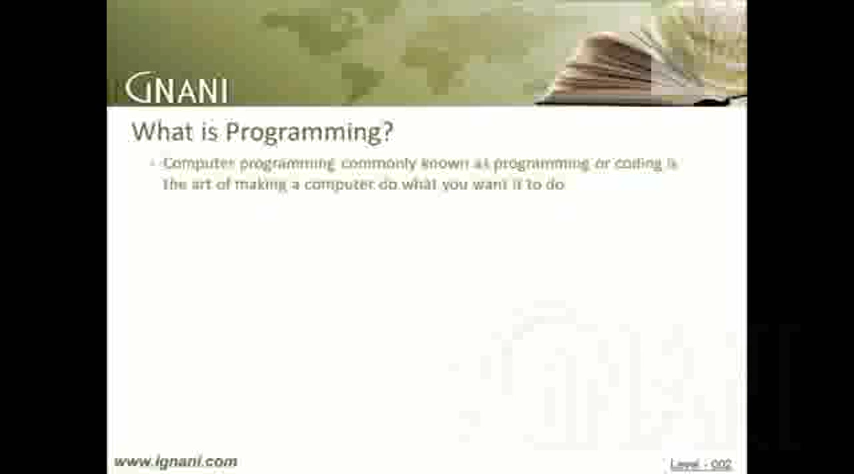 IGNANI
What is Programming?
Computer programming commonly known as programming or coding is
the art of making a computer do what you want it to do
www.ignani.com
Level - 002